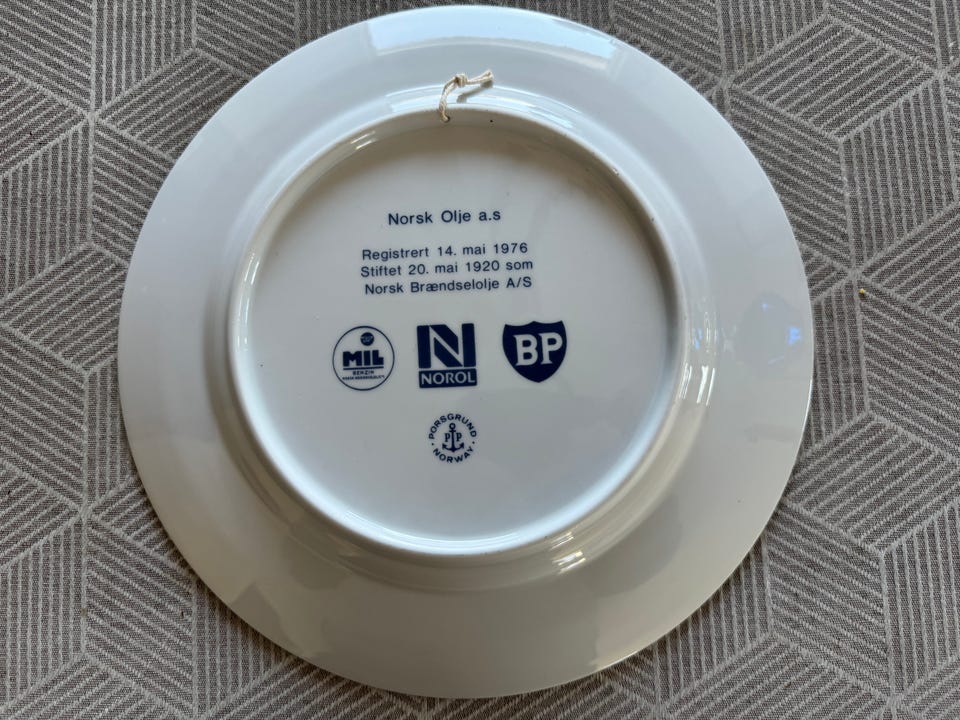 Norsk Olje a.s
Registrert 14. mai 1976
Stiftet 20. mai 1920 som
Norsk Brændselolje A/S
MIL
BENZIN
NOROL
BP
PORSGRUND
PP
NORWAY